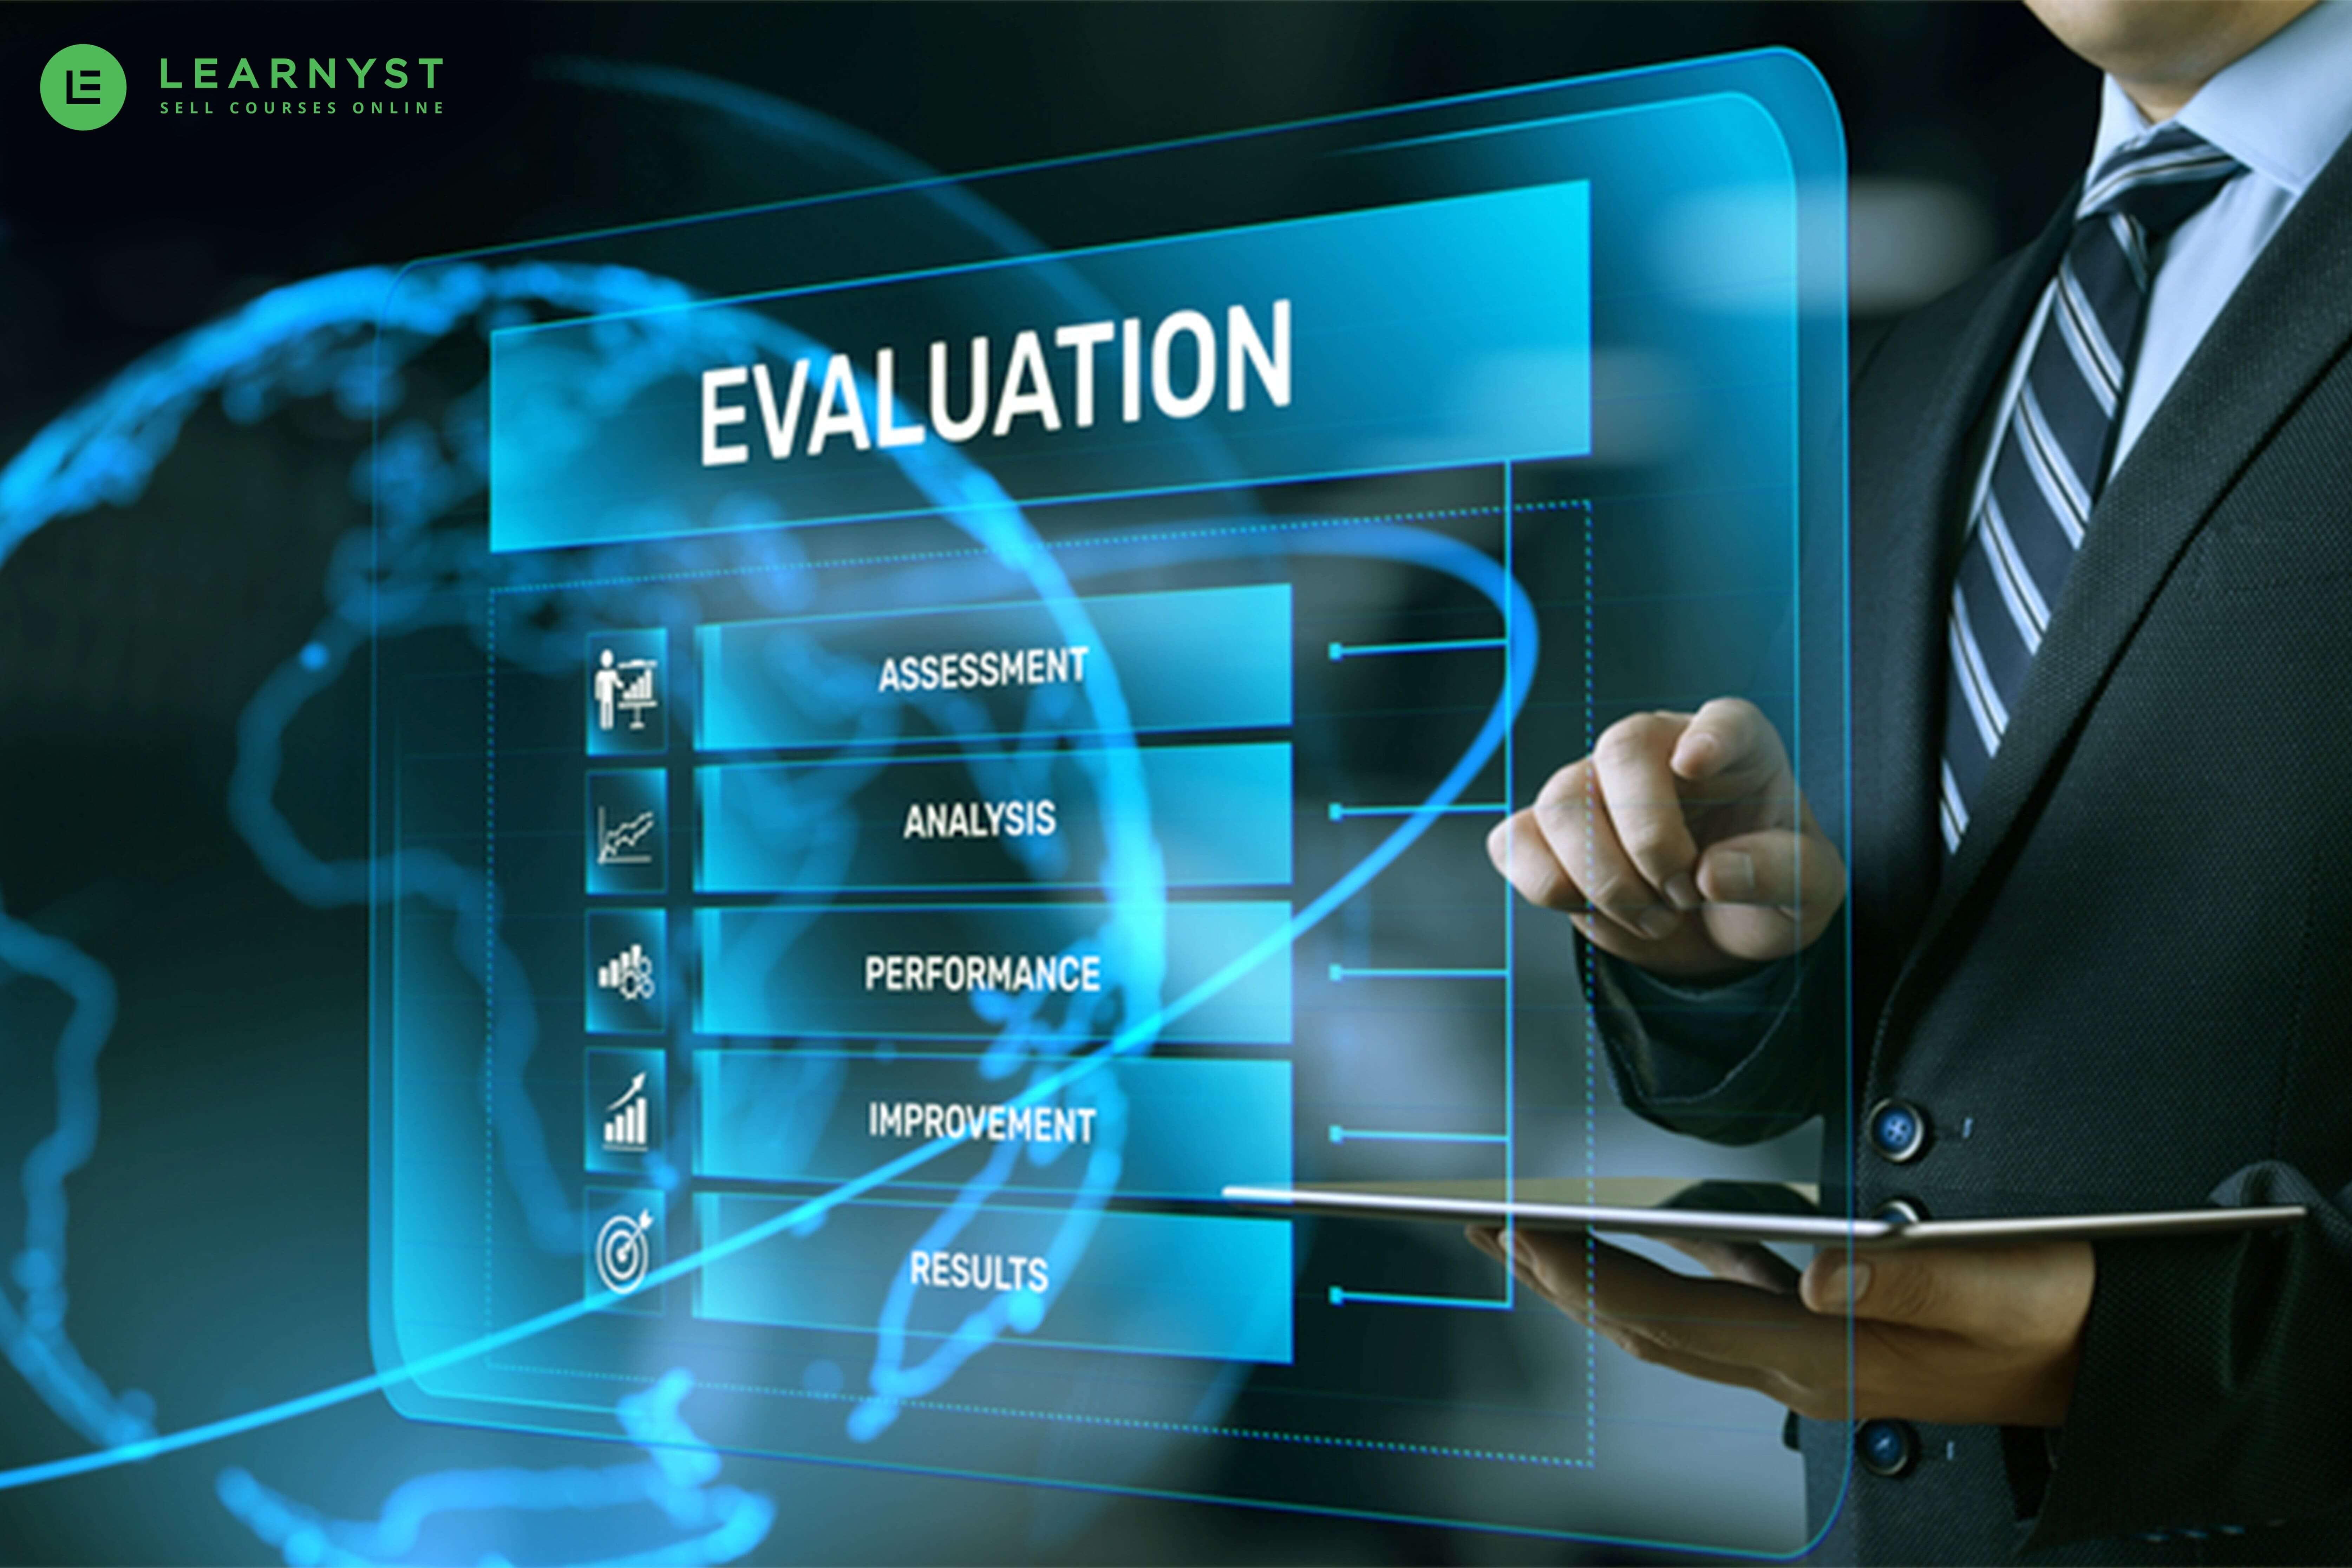 LEARNYST
SELL COURSES ONLINE
EVALUATION
ASSESSMENT
ANALYSIS
PERFORMANCE
IMPROVEMENT
RESULTS